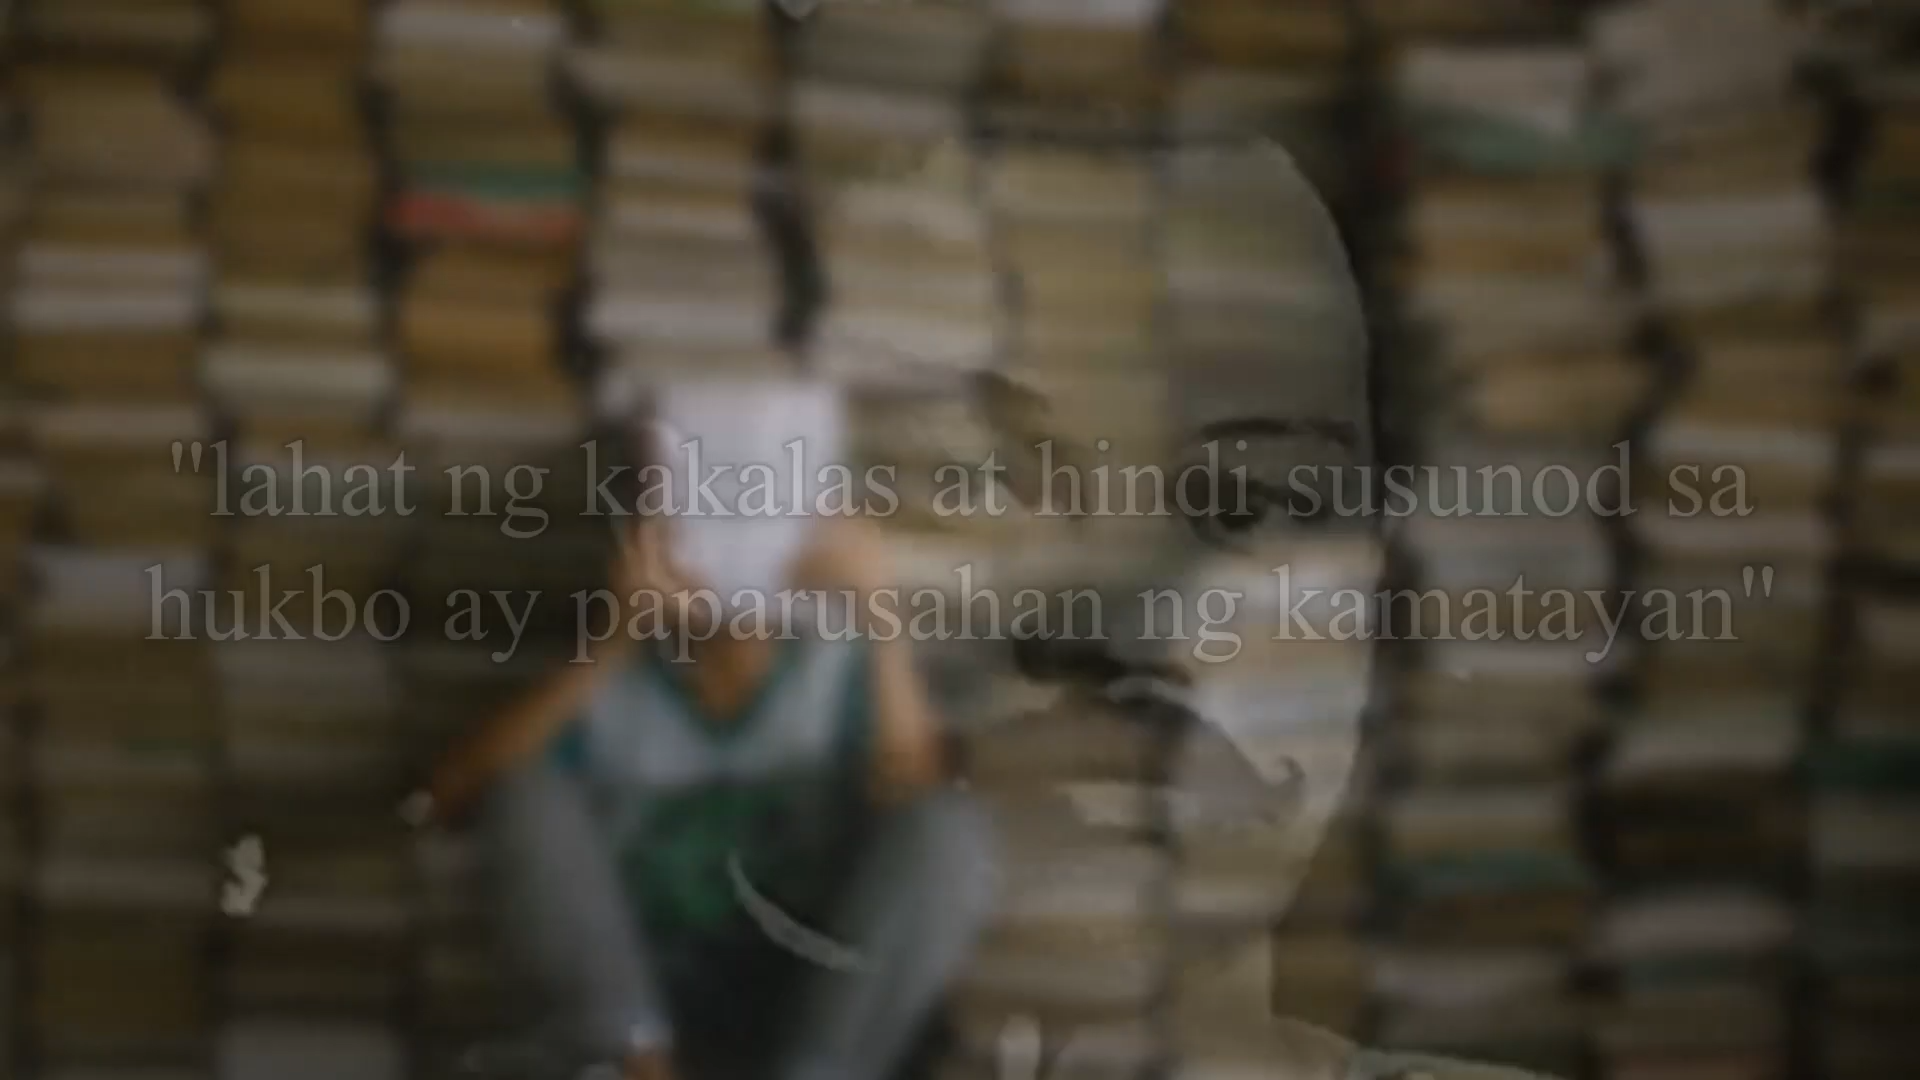 "lahat ng kakalas at hindi susunod sa
hukbo ay paparusahan ng kamatayan"